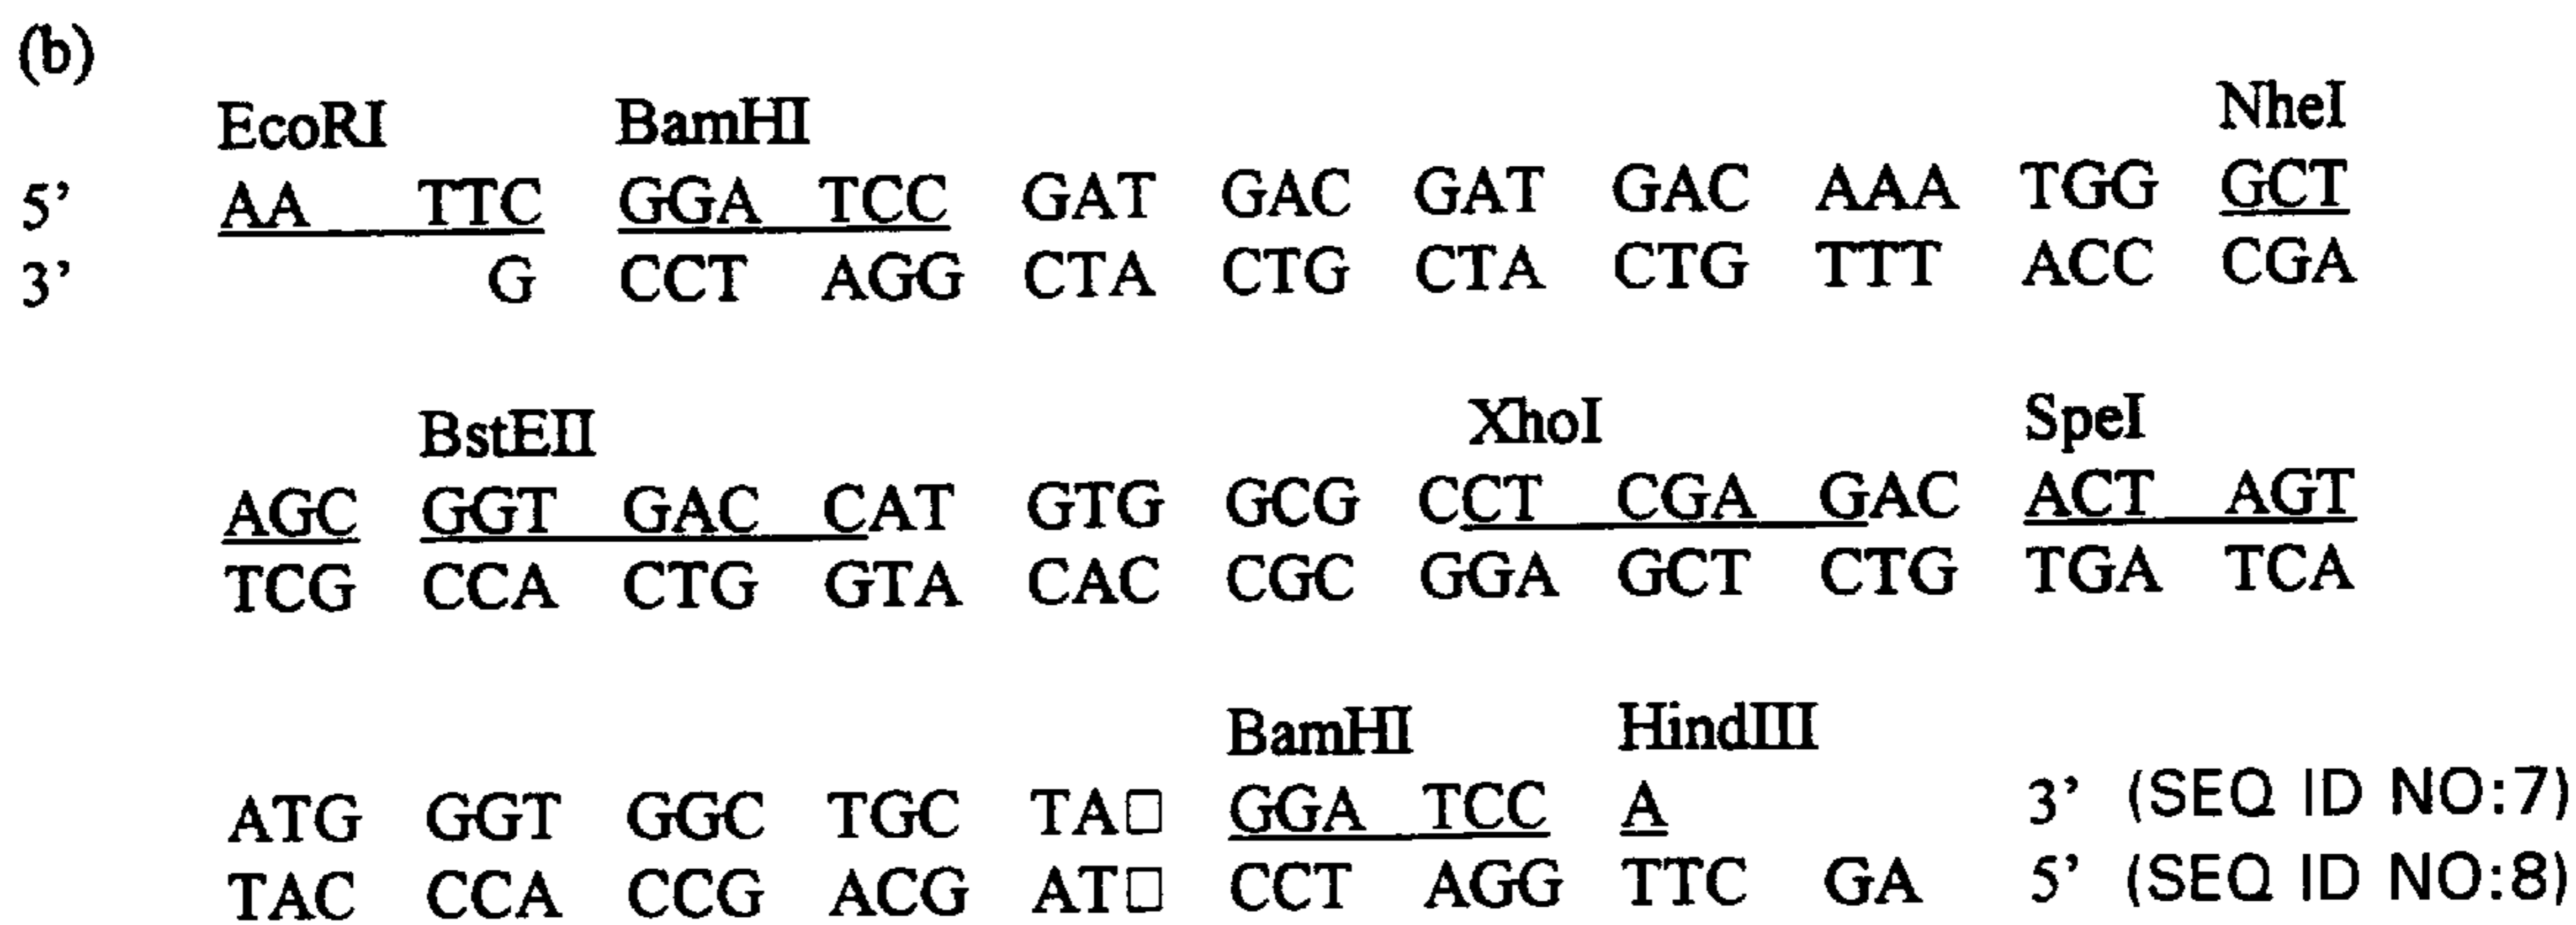 (b)
EcoRI BamHI NheI
5’ AA TTC GGA TCC GAT GAC GAT GAC AAA TGG GCT
3’ G CCT AGG CTA CTG CTA CTG TTT ACC CGA
BstEII XhoI SpeI
AGC GGT GAC CAT GTG GCG CCT CGA GAC ACT AGT
TCG CCA CTG GTA CAC CGC GGA GCT CTG TGA TCA
BamHI HindIII
ATG GGT GGC TGC TA□ GGA TCC A 3’ (SEQ ID NO:7)
TAC CCA CCG ACG AT□ CCT AGG TTC GA 5’ (SEQ ID NO:8)